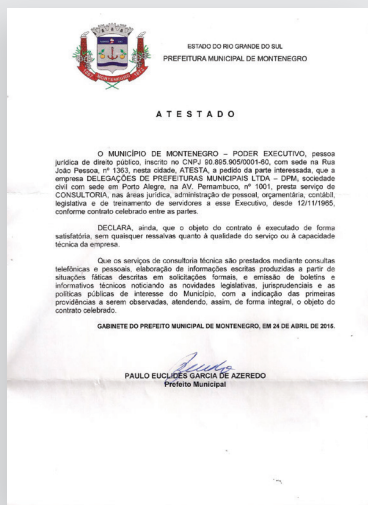 ESTADO DO RIO GRANDE DO SUL
PREFEITURA MUNICIPAL DE MONTENEGRO
ATESTADO
O MUNICÍPIO DE MONTENEGRO – PODER EXECUTIVO, pessoa
jurídica de direito público, inscrito no CNPJ 90.895.905/0001-60, com sede na Rua
João Pessoa, nº 1363, nesta cidade, ATESTA, a pedido da parte interessada, que a
empresa DELEGAÇÕES DE PREFEITURAS MUNICIPAIS LTDA – DPM, sociedade
civil com sede em Porto Alegre, na AV. Pernambuco, nº 1001, presta serviço de
CONSULTORIA, nas áreas jurídica, administração de pessoal, orçamentária, contábil,
legislativa e de treinamento de servidores a esse Executivo, desde 12/11/1965,
conforme contrato celebrado entre as partes.
DECLARA, ainda, que o objeto do contrato é executado de forma
satisfatória, sem quaisquer ressalvas quanto à qualidade do serviço ou à capacidade
técnica da empresa.
Que os serviços de consultoria técnica são prestados mediante consultas
telefônicas e pessoais, elaboração de informações escritas produzidas a partir de
situações fáticas descritas em solicitações formais, e emissão de boletins e
informativos técnicos noticiando as novidades legislativas, jurisprudenciais e as
políticas públicas de interesse do Município, com a indicação das primeiras
providências a serem observadas, atendendo, assim, de forma integral, o objeto do
contrato celebrado.
GABINETE DO PREFEITO MUNICIPAL DE MONTENEGRO, EM 24 DE ABRIL DE 2015.
PAULO EUCLIDES GARCIA DE AZEREDO
Prefeito Municipal